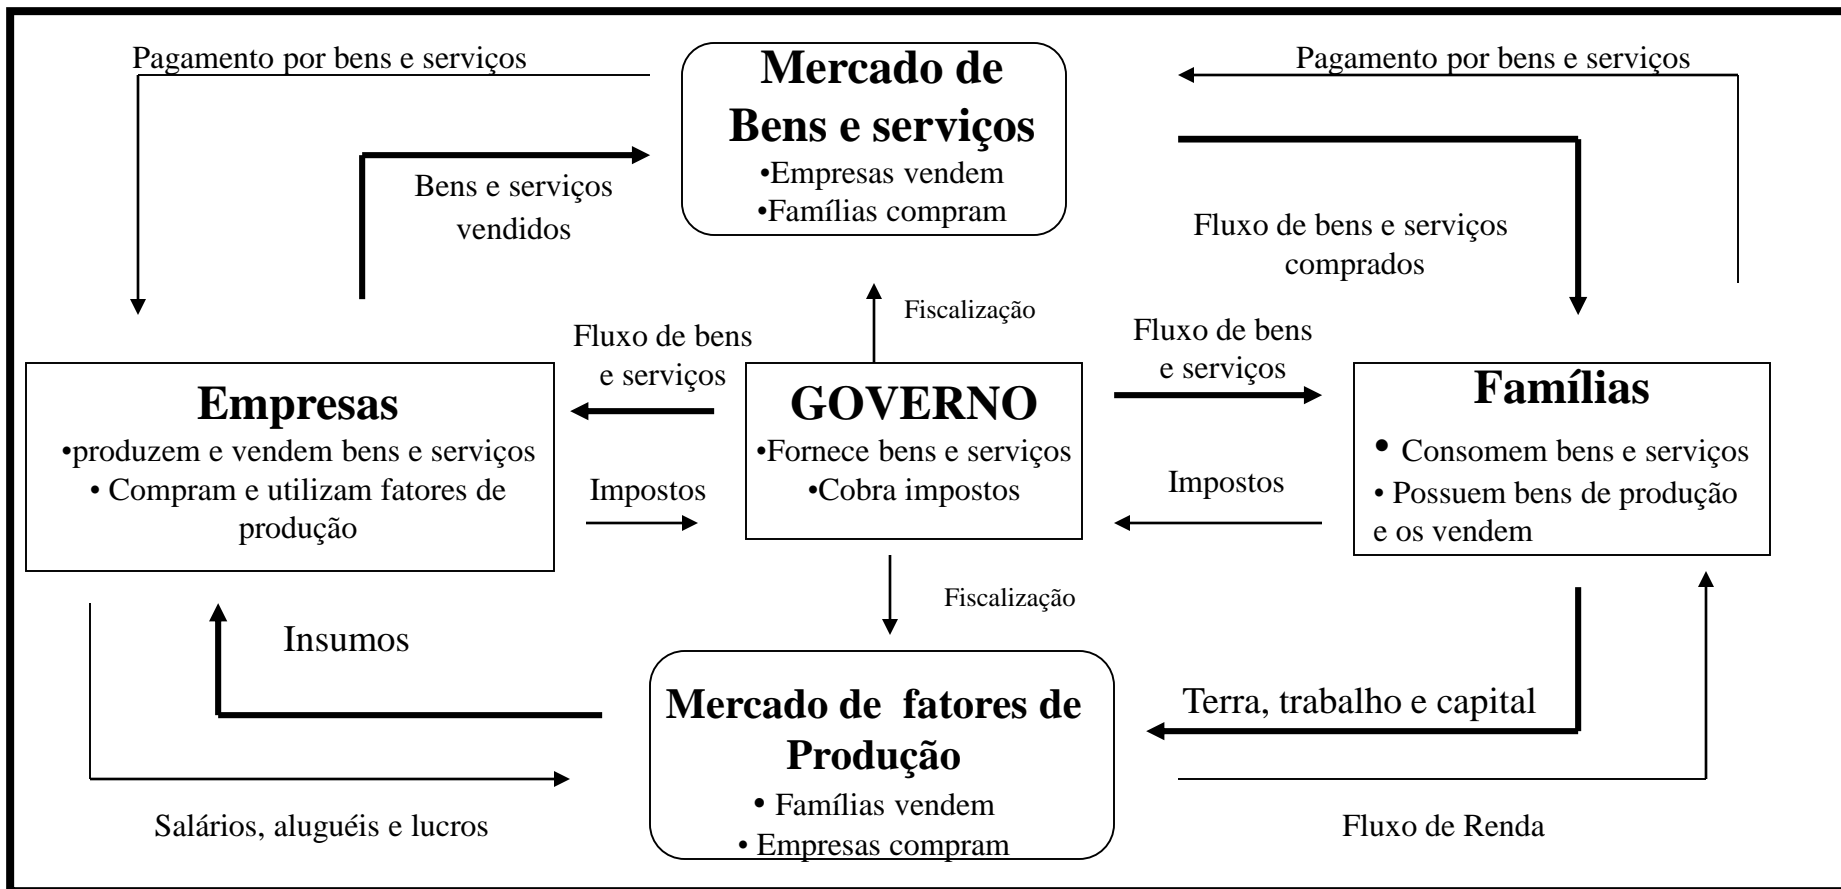 Pagamento por bens e serviços
Mercado de
Bens e serviços
•Empresas vendem
•Famílias compram
Pagamento por bens e serviços
Bens e serviços
vendidos
Fluxo de bens e serviços
comprados
Fiscalização
Fluxo de bens
e serviços
Fluxo de bens
e serviços
Empresas
•produzem e vendem bens e serviços
• Compram e utilizam fatores de
produção
Impostos
GOVERNO
•Fornece bens e serviços
•Cobra impostos
Impostos
Famílias
• Consomem bens e serviços
• Possuem bens de produção
e os vendem
Fiscalização
Insumos
Mercado de fatores de
Produção
• Famílias vendem
• Empresas compram
Terra, trabalho e capital
Salários, aluguéis e lucros
Fluxo de Renda